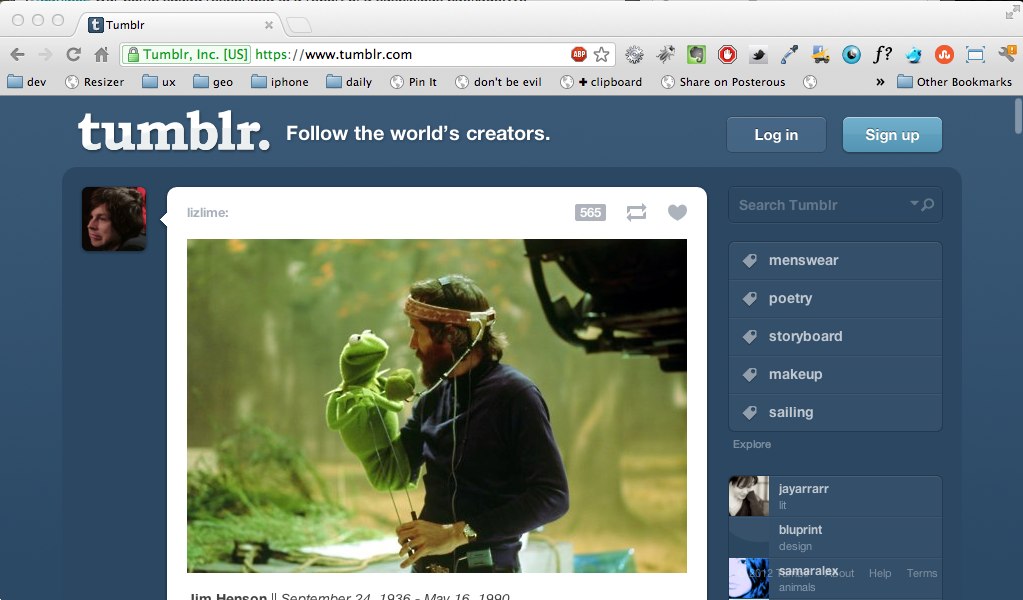 Tumblr
Tumblr, Inc. [US] https://www.tumblr.com
ABP
f?
dev
Resizer
ux
geo
iphone
daily
Pin It
don't be evil
+ clipboard
Share on Posterous
»
Other Bookmarks
tumblr.
Follow the world's creators.
Log in
Sign up
lizlime:
565
Search Tumblr
menswear
poetry
storyboard
makeup
sailing
Explore
jayarrarr
lit
bluprint
design
samaralex
animals
2012
Help
Terms
Jim Henson || September 24, 1936 - May 16, 1990